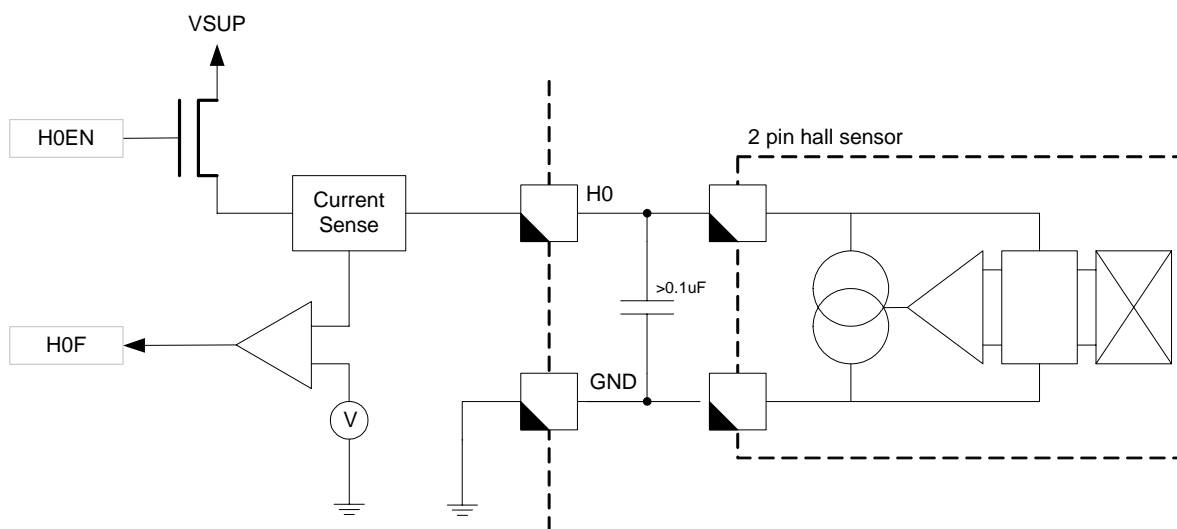 VSUP
H0EN
2 pin hall sensor
H0
Current
Sense
>0.1uF
H0F
GND
V